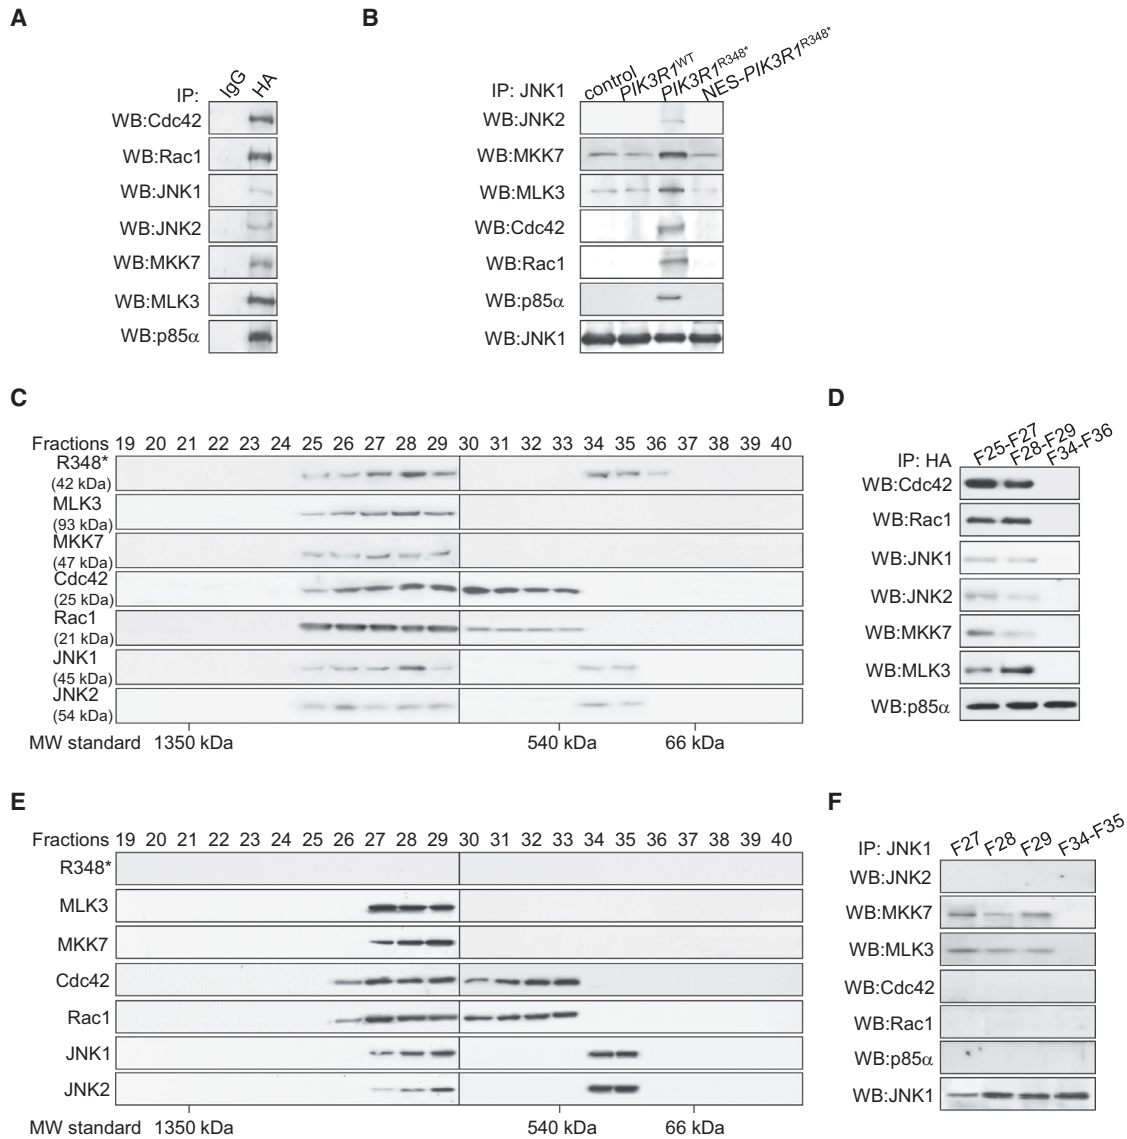 A
IP: IgG HA
WB:Cdc42
WB:Rac1
WB:JNK1
WB:JNK2
WB:MKK7
WB:MLK3
WB:p85α
B
IP: JNK1 control PIK3R1WT PIK3R1R348* NES-PIK3R1R348*
WB:JNK2
WB:MKK7
WB:MLK3
WB:Cdc42
WB:Rac1
WB:p85α
WB:JNK1
C
Fractions 19 20 21 22 23 24 25 26 27 28 29 30 31 32 33 34 35 36 37 38 39 40
R348*
(42 kDa)
MLK3
(93 kDa)
MKK7
(47 kDa)
Cdc42
(25 kDa)
Rac1
(21 kDa)
JNK1
(45 kDa)
JNK2
(54 kDa)
MW standard 1350 kDa 540 kDa 66 kDa
D
IP: HA F25-F27 F28-F29 F34-F36
WB:Cdc42
WB:Rac1
WB:JNK1
WB:JNK2
WB:MKK7
WB:MLK3
WB:p85α
E
Fractions 19 20 21 22 23 24 25 26 27 28 29 30 31 32 33 34 35 36 37 38 39 40
R348*
MLK3
MKK7
Cdc42
Rac1
JNK1
JNK2
MW standard 1350 kDa 540 kDa 66 kDa
F
IP: JNK1 F27 F28 F29 F34-F35
WB:JNK2
WB:MKK7
WB:MLK3
WB:Cdc42
WB:Rac1
WB:p85α
WB:JNK1